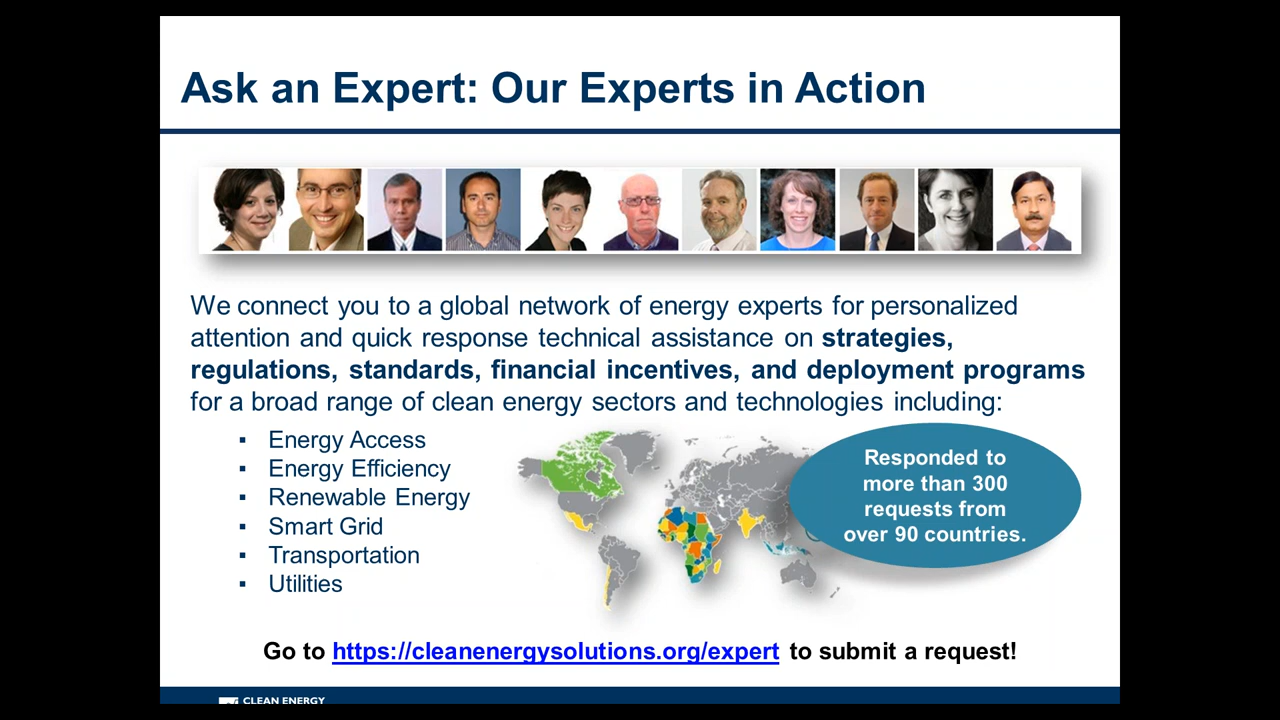 Ask an Expert: Our Experts in Action
We connect you to a global network of energy experts for personalized
attention and quick response technical assistance on strategies,
regulations, standards, financial incentives, and deployment programs
for a broad range of clean energy sectors and technologies including:
▪ Energy Access
▪ Energy Efficiency
▪ Renewable Energy
▪ Smart Grid
▪ Transportation
▪ Utilities
Responded to
more than 300
requests from
over 90 countries.
Go to https://cleanenergysolutions.org/expert to submit a request!
CLEAN ENERGY